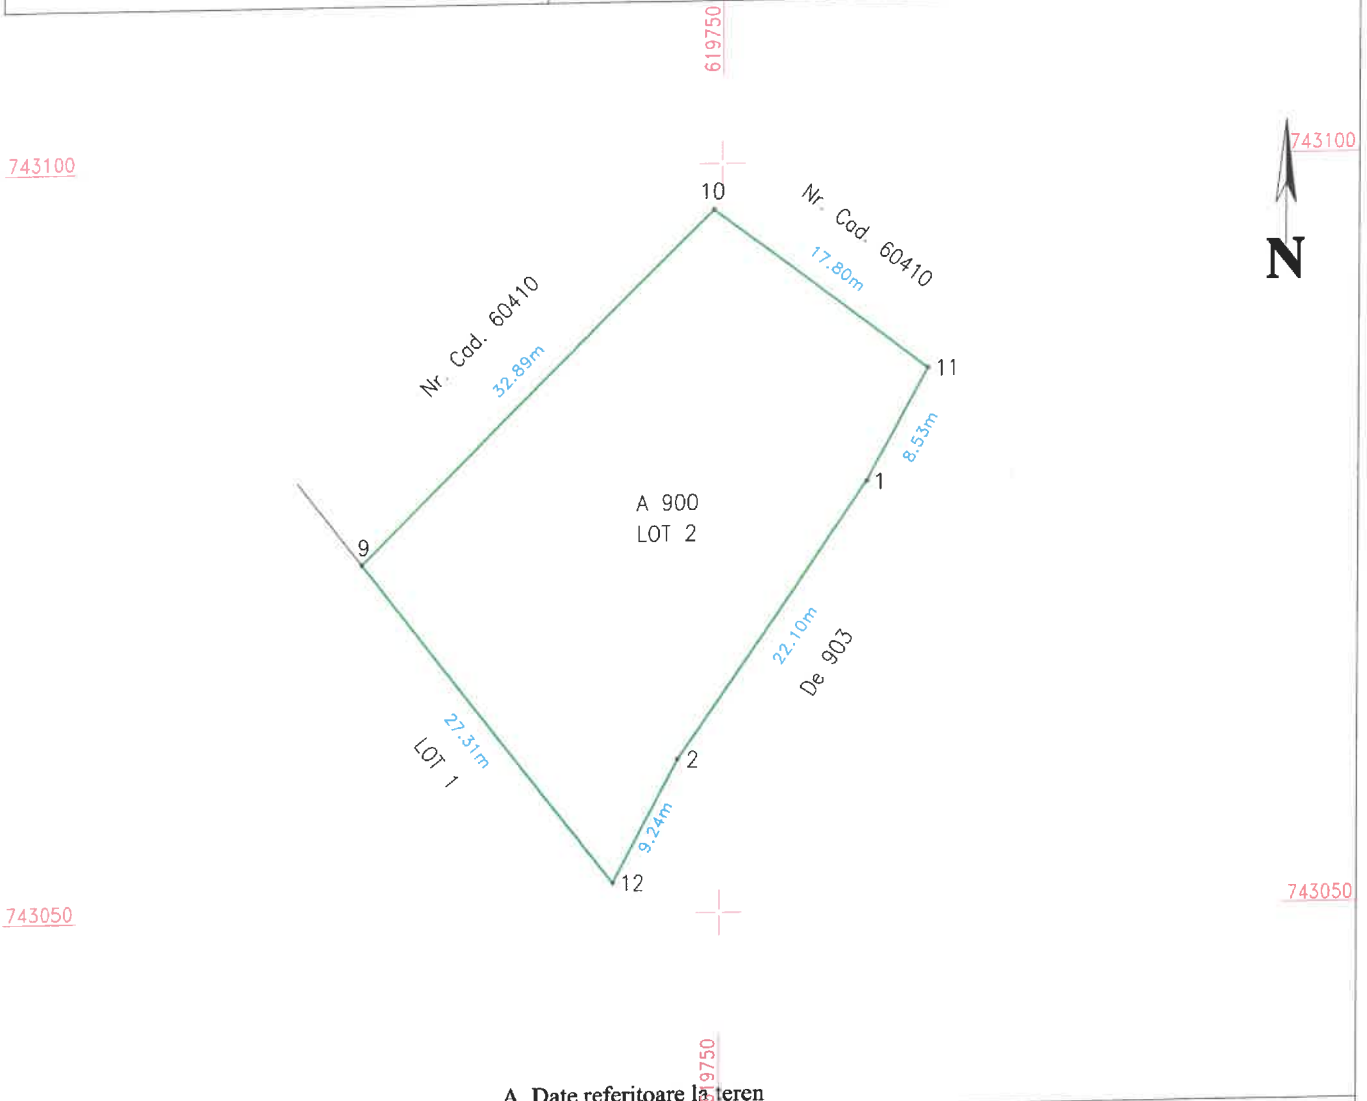 619750
743100
743100
10
Nr. Cad. 60410
17.80m
N
Nr. Cad. 60410
32.89m
11
8.53m
1
A 900
LOT 2
9
22.10m
De 903
27.31m
LOT 1
2
9.24m
12
743050
743050
19750
A. Date referitoare la teren